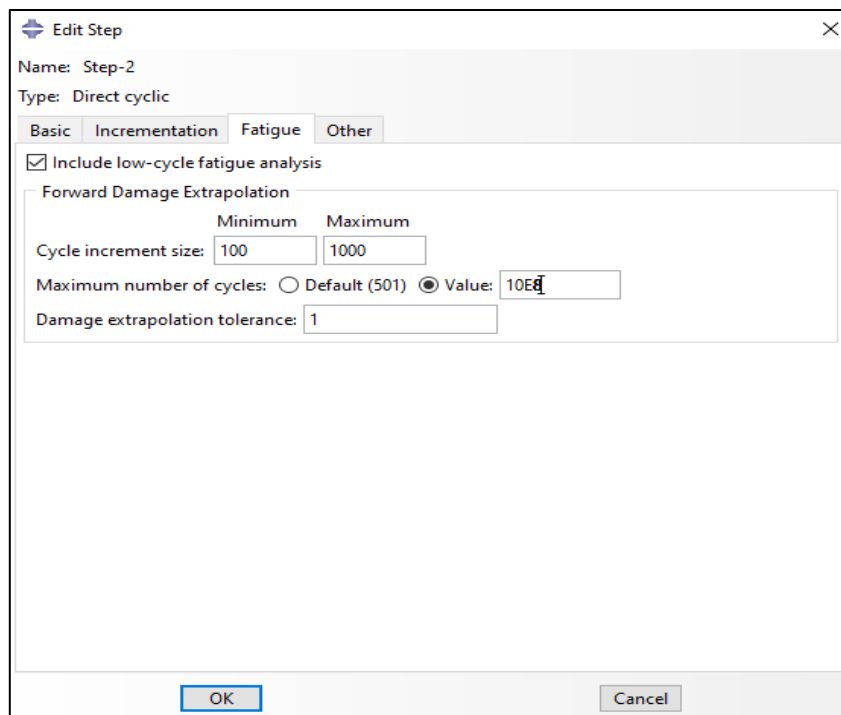 Edit Step
Name: Step-2
Type: Direct cyclic
Basic Incrementation Fatigue Other
Include low-cycle fatigue analysis
Forward Damage Extrapolation
Minimum Maximum
Cycle increment size: 100 1000
Maximum number of cycles: Default (501) Value: 10E8
Damage extrapolation tolerance: 1
OK Cancel